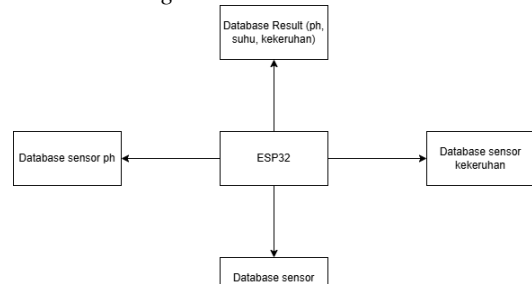 Database Result (ph,
suhu, kekeruhan)
Database sensor ph
ESP32
Database sensor
kekeruhan
Database sensor